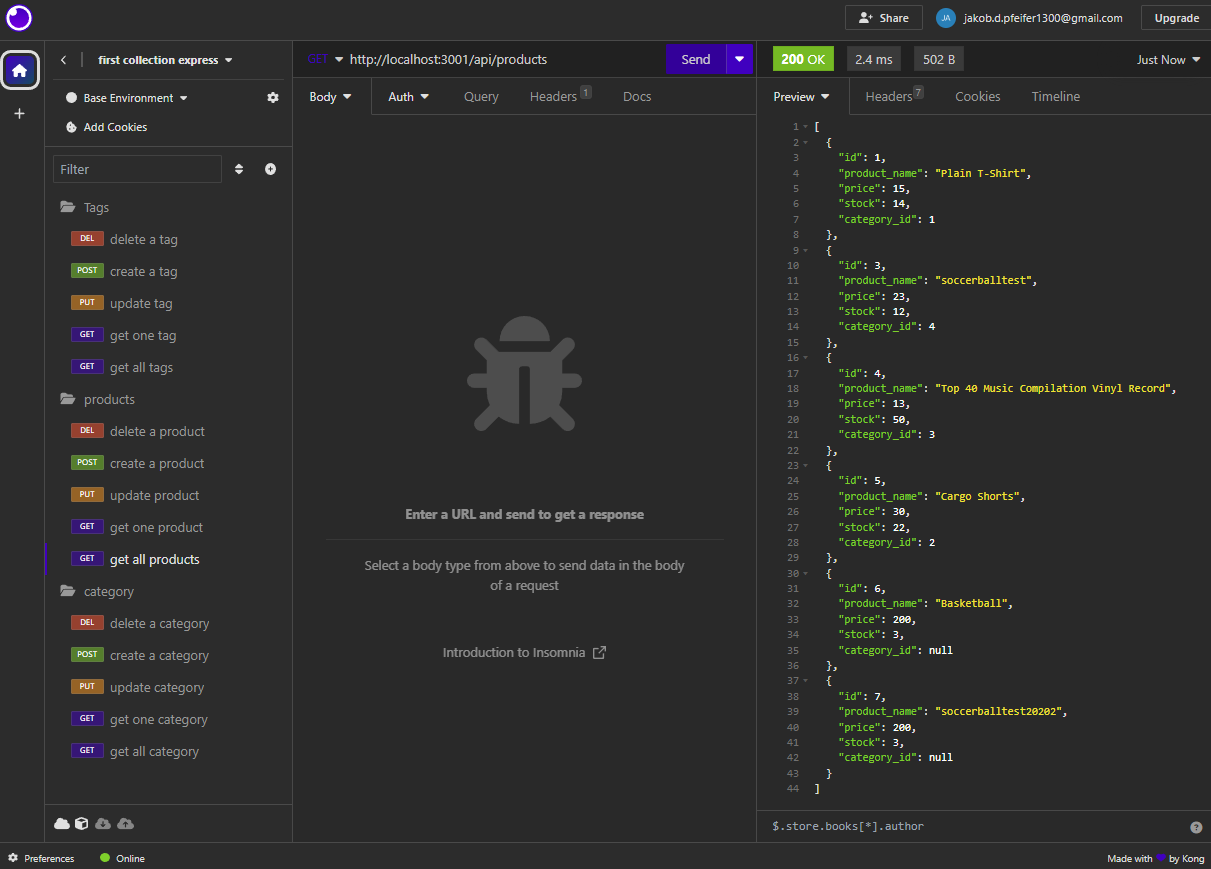 Share
JA
jakob.d.pfeifer1300@gmail.com
Upgrade
first collection express
Base Environment
Add Cookies
Filter
Tags
DEL delete a tag
POST create a tag
PUT update tag
GET get one tag
GET get all tags
products
DEL delete a product
POST create a product
PUT update product
GET get one product
GET get all products
category
DEL delete a category
POST create a category
PUT update category
GET get one category
GET get all category
GET http://localhost:3001/api/products
Send
Body Auth Query Headers 1 Docs
Enter a URL and send to get a response
Select a body type from above to send data in the body
of a request
Introduction to Insomnia
200 OK 2.4 ms 502 B Just Now
Preview Headers 7 Cookies Timeline
1 [
2 {
3 "id": 1,
4 "product_name": "Plain T-Shirt",
5 "price": 15,
6 "stock": 14,
7 "category_id": 1
8 },
9 {
10 "id": 3,
11 "product_name": "soccerballtest",
12 "price": 23,
13 "stock": 12,
14 "category_id": 4
15 },
16 {
17 "id": 4,
18 "product_name": "Top 40 Music Compilation Vinyl Record",
19 "price": 13,
20 "stock": 50,
21 "category_id": 3
22 },
23 {
24 "id": 5,
25 "product_name": "Cargo Shorts",
26 "price": 30,
27 "stock": 22,
28 "category_id": 2
29 },
30 {
31 "id": 6,
32 "product_name": "Basketball",
33 "price": 200,
34 "stock": 3,
35 "category_id": null
36 },
37 {
38 "id": 7,
39 "product_name": "soccerballtest20202",
40 "price": 200,
41 "stock": 3,
42 "category_id": null
43 }
44 ]
$.store.books[*].author
Preferences
Online
Made with by Kong